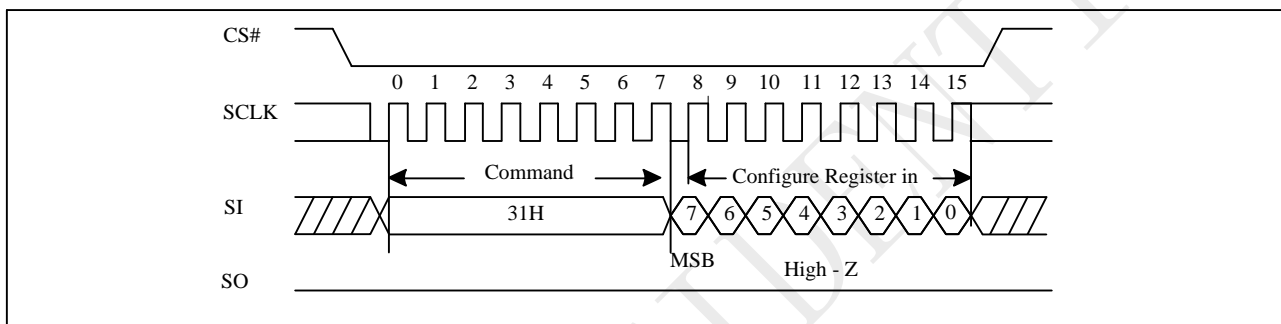 CS#
0 1 2 3 4 5 6 7 8 9 10 11 12 13 14 15
SCLK
Command Configure Register in
SI 31H 7 6 5 4 3 2 1 0
MSB High - Z
SO